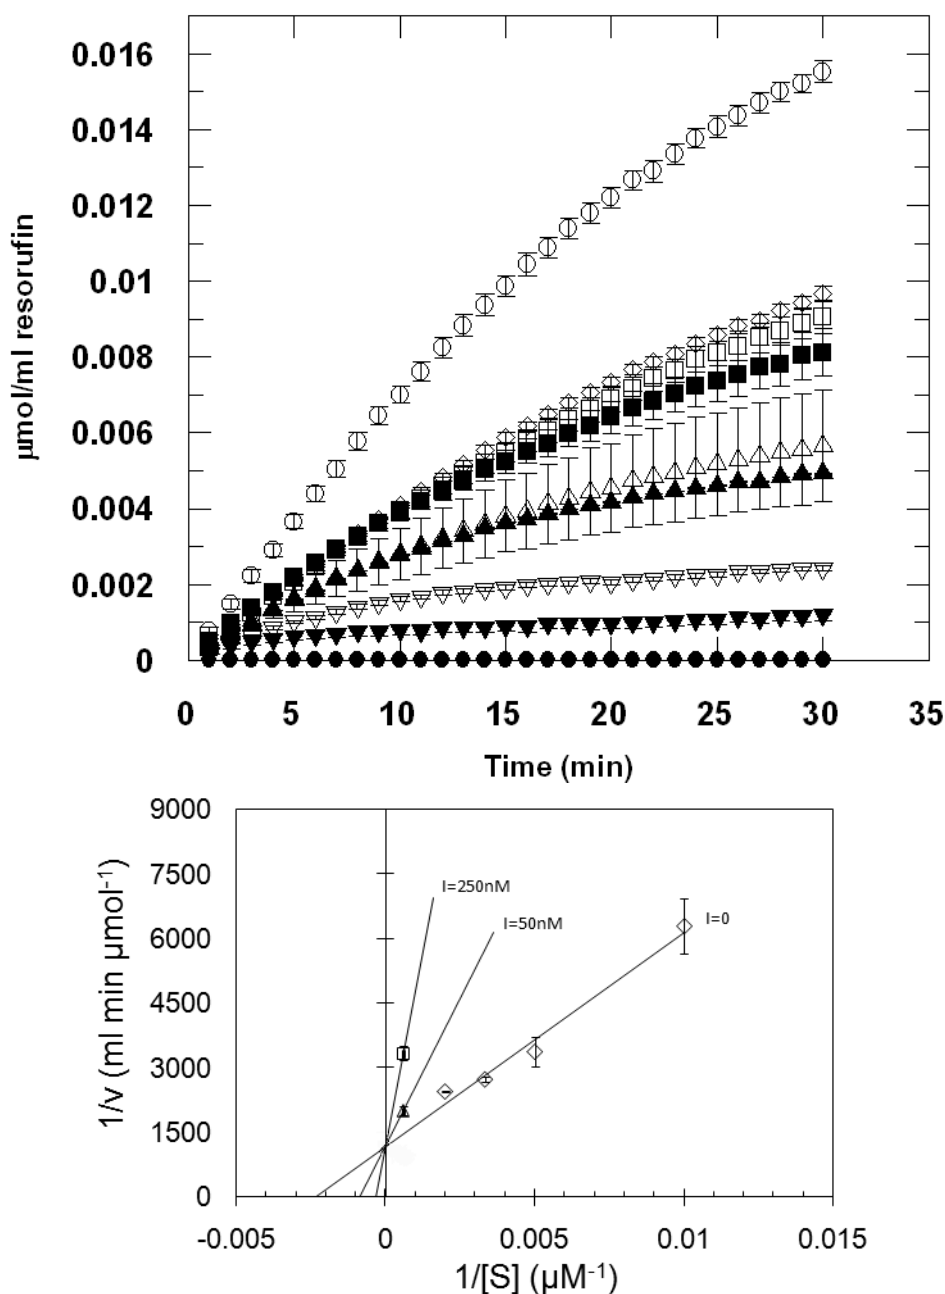 0.016
0.014
0.012
0.01
0.008
0.006
0.004
0.002
0
µmol/ml resorufin
0 5 10 15 20 25 30 35
Time (min)
9000
7500
6000
4500
3000
1500
0
1/v (ml min µmol⁻¹)
I=250nM
I=50nM
I=0
-0.005 0 0.005 0.01 0.015
1/[S] (µM⁻¹)